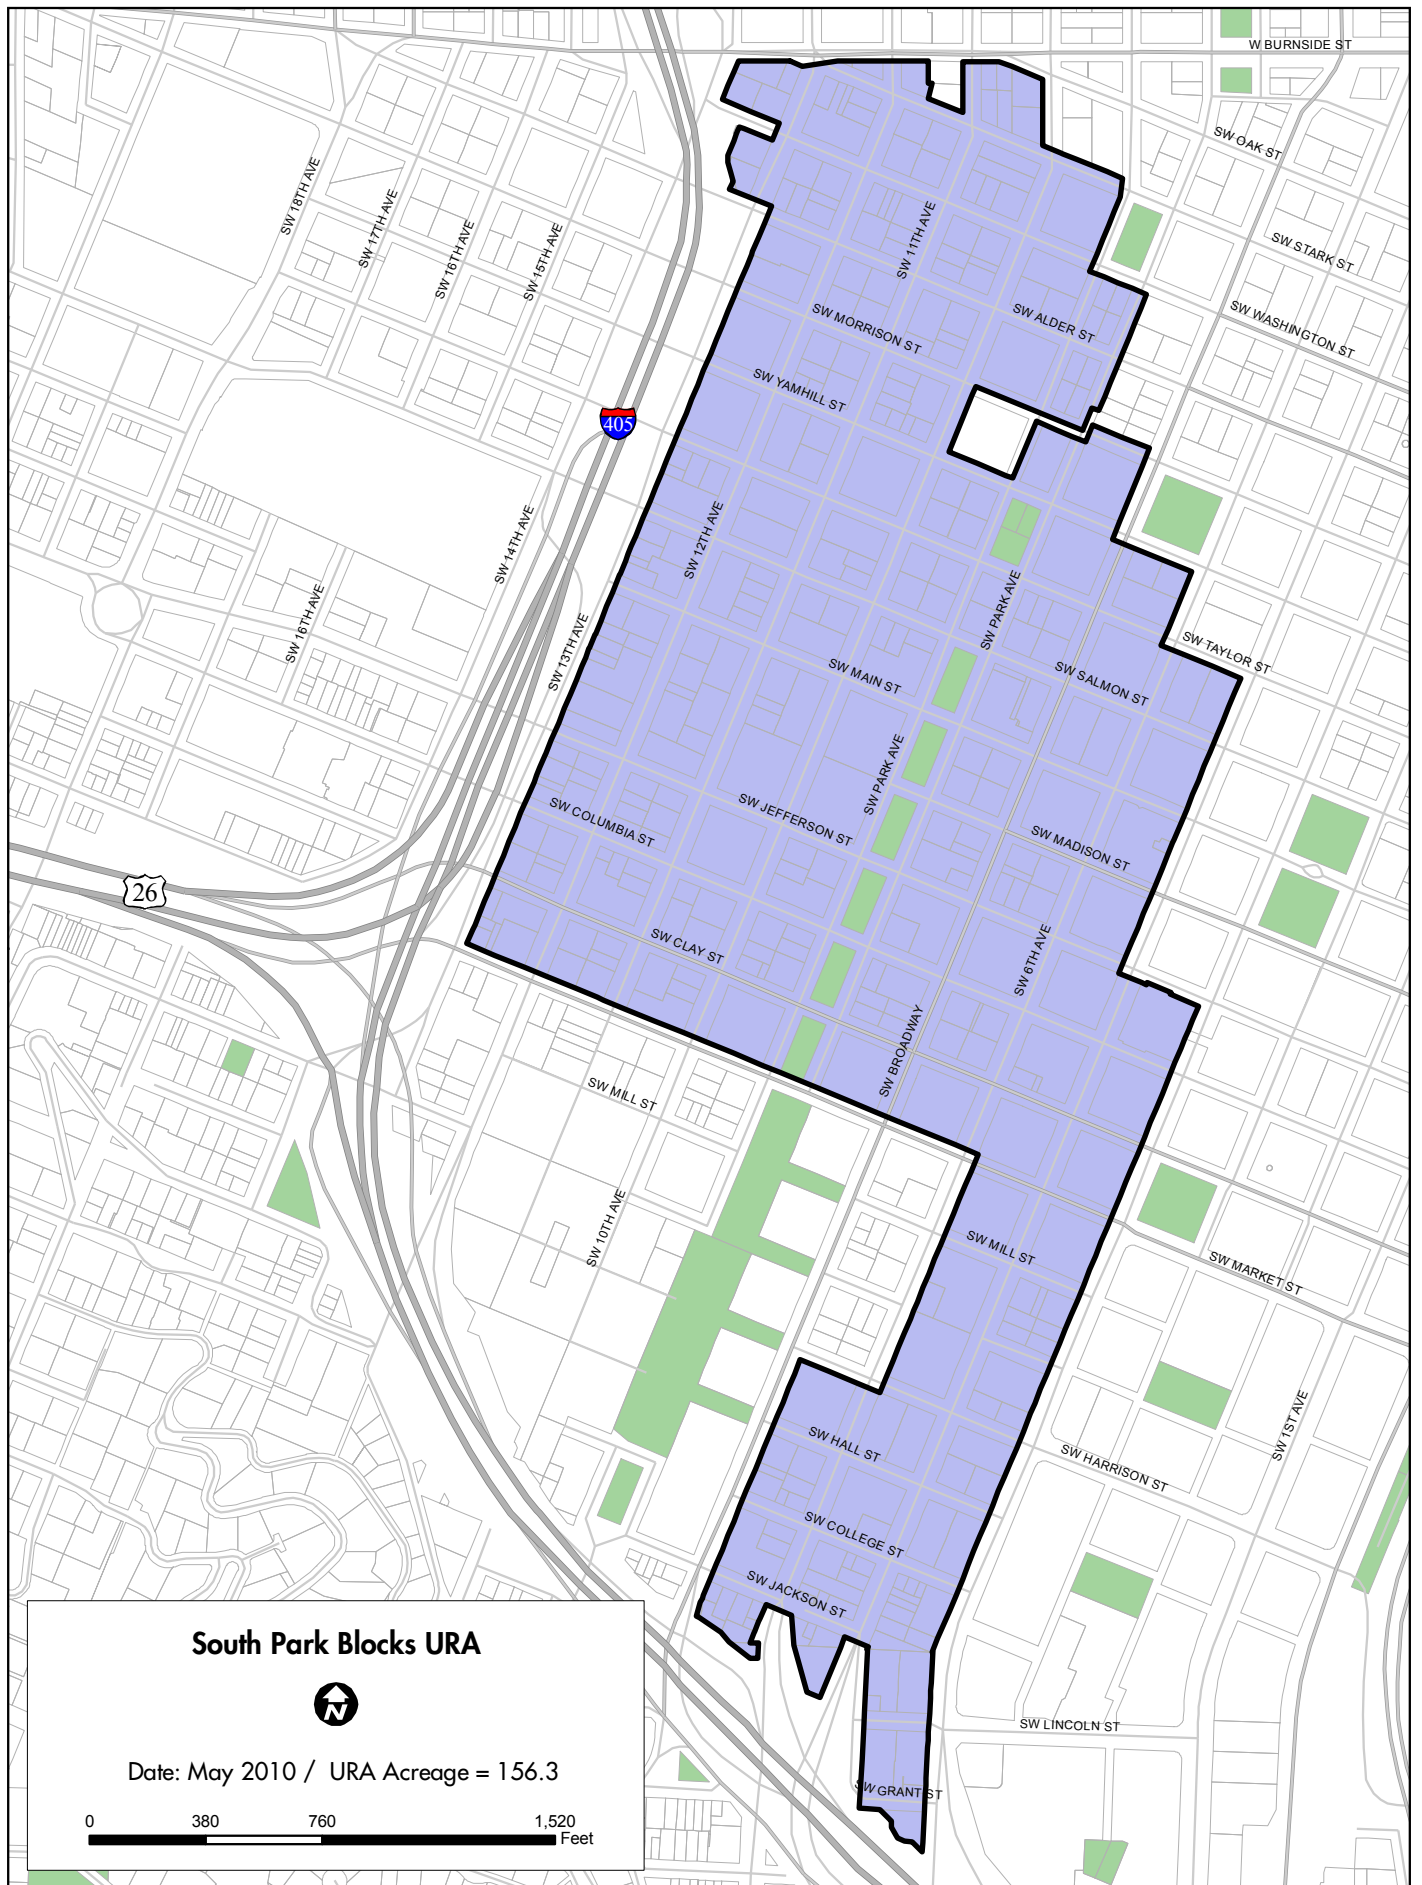 W BURNSIDE ST
SW OAK ST
SW 18TH AVE
SW 17TH AVE
SW 16TH AVE
SW 15TH AVE
SW 11TH AVE
SW STARK ST
SW WASHINGTON ST
SW MORRISON ST
SW ALDER ST
SW YAMHILL ST
405
SW 14TH AVE
SW 12TH AVE
SW 16TH AVE
SW 13TH AVE
SW PARK AVE
SW TAYLOR ST
SW MAIN ST
SW SALMON ST
SW PARK AVE
SW COLUMBIA ST
SW JEFFERSON ST
SW MADISON ST
26
SW CLAY ST
SW 6TH AVE
SW BROADWAY
SW MILL ST
SW 10TH AVE
SW MILL ST
SW MARKET ST
SW 1ST AVE
SW HALL ST
SW HARRISON ST
SW COLLEGE ST
SW JACKSON ST
SW LINCOLN ST
SW GRANT ST
South Park Blocks URA
N
Date: May 2010 / URA Acreage = 156.3
0 380 760 1,520
Feet